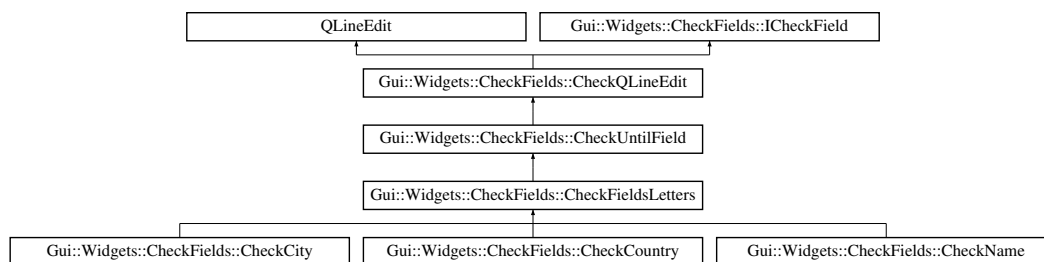 QLineEdit
Gui::Widgets::CheckFields::ICheckField
Gui::Widgets::CheckFields::CheckQLineEdit
Gui::Widgets::CheckFields::CheckUntilField
Gui::Widgets::CheckFields::CheckFieldsLetters
Gui::Widgets::CheckFields::CheckCity
Gui::Widgets::CheckFields::CheckCountry
Gui::Widgets::CheckFields::CheckName